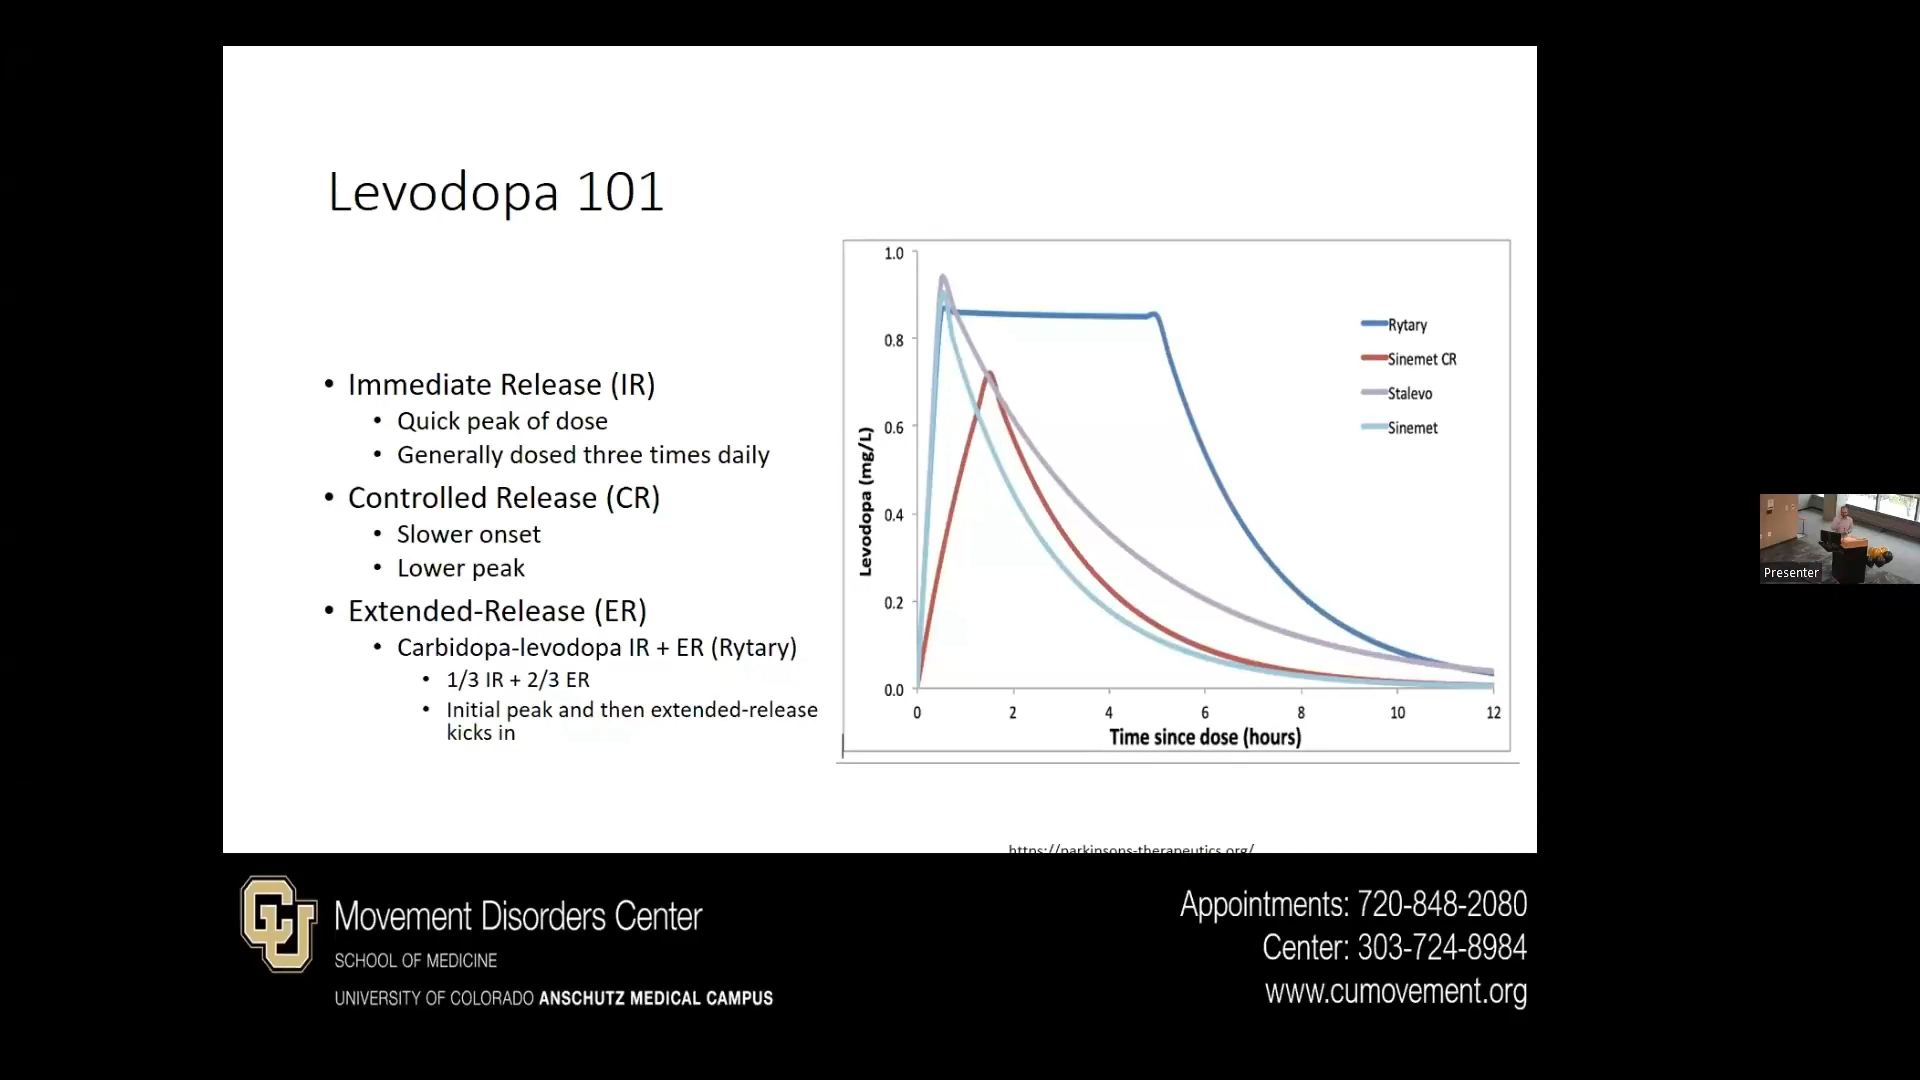 Levodopa 101
• Immediate Release (IR)
• Quick peak of dose
• Generally dosed three times daily
• Controlled Release (CR)
• Slower onset
• Lower peak
• Extended-Release (ER)
• Carbidopa-levodopa IR + ER (Rytary)
• 1/3 IR + 2/3 ER
• Initial peak and then extended-release
kicks in
Levodopa (mg/L)
1.0
0.8
0.6
0.4
0.2
0.0
0 2 4 6 8 10 12
Time since dose (hours)
Rytary
Sinemet CR
Stalevo
Sinemet
https://parkinsons-therapeutics.org/
Presenter
CU
Movement Disorders Center
SCHOOL OF MEDICINE
UNIVERSITY OF COLORADO ANSCHUTZ MEDICAL CAMPUS
Appointments: 720-848-2080
Center: 303-724-8984
www.cumovement.org